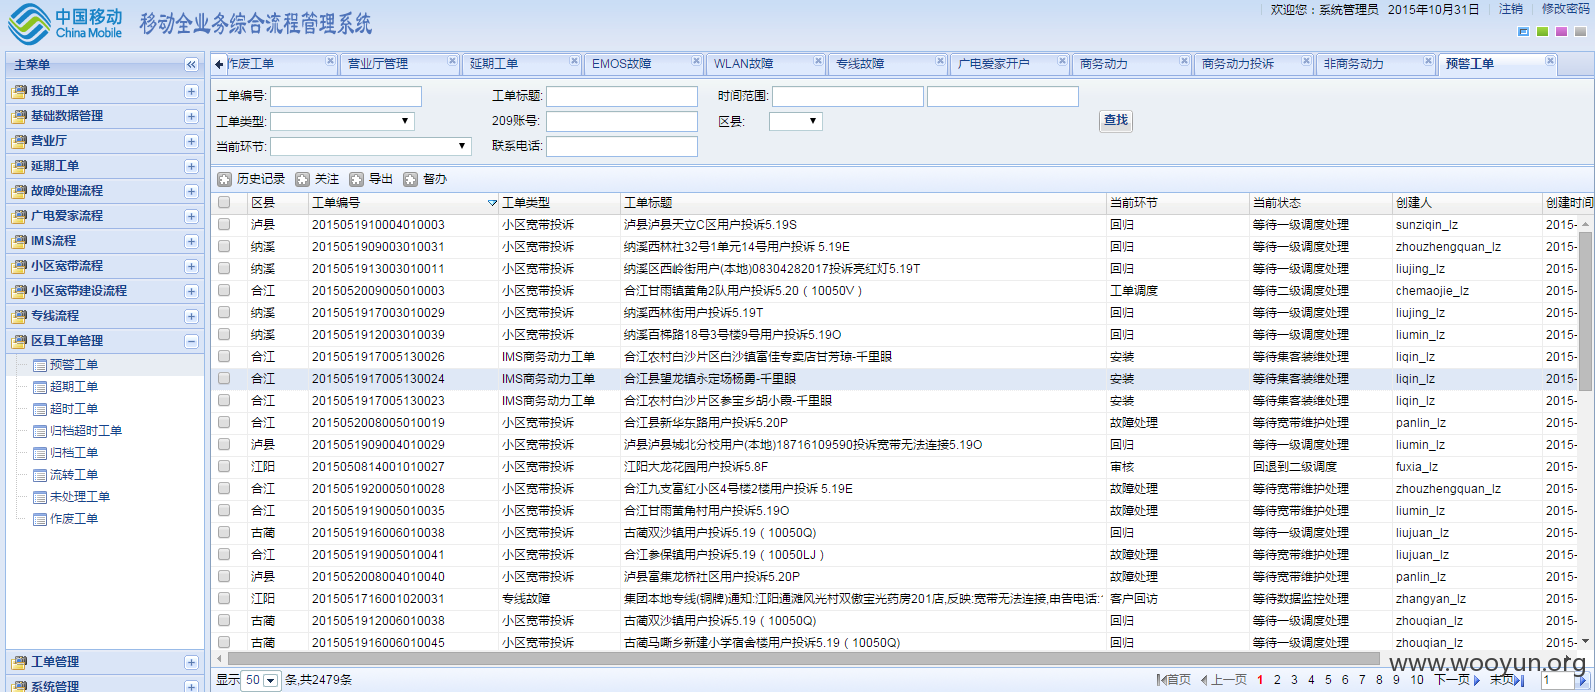 中国移动
China Mobile
移动全业务综合流程管理系统
欢迎您：系统管理员 2015年10月31日 注销 修改密码
主菜单
我的工单
基础数据管理
营业厅
延期工单
故障处理流程
广电爱家流程
IMS流程
小区宽带流程
小区宽带建设流程
专线流程
区县工单管理
预警工单
超期工单
超时工单
归档超时工单
归档工单
流转工单
未处理工单
作废工单
工单管理
系统管理
作废工单 营业厅管理 延期工单 EMOS故障 WLAN故障 专线故障 广电爱家开户 商务动力 商务动力投诉 非商务动力 预警工单
工单编号: 工单标题: 时间范围:
工单类型: 209账号: 区县: 查找
当前环节: 联系电话:
历史记录 关注 导出 督办
区县 工单编号 工单类型 工单标题 当前环节 当前状态 创建人 创建时间
泸县 2015051910004010003 小区宽带投诉 泸县泸县天立C区用户投诉5.19S 回归 等待一级调度处理 sunziqin_lz 2015-
纳溪 2015051909003010031 小区宽带投诉 纳溪西林社32号1单元14号用户投诉 5.19E 回归 等待一级调度处理 zhouzhengquan_lz 2015-
纳溪 2015051913003010011 小区宽带投诉 纳溪区西岭街用户(本地)08304282017投诉亮红灯5.19T 回归 等待一级调度处理 liujing_lz 2015-
合江 2015052009005010003 小区宽带投诉 合江甘雨镇黄角2队用户投诉5.20（10050V） 工单调度 等待二级调度处理 chemaojie_lz 2015-
纳溪 2015051917003010029 小区宽带投诉 纳溪西林街用户投诉5.19T 回归 等待一级调度处理 liujing_lz 2015-
纳溪 2015051912003010039 小区宽带投诉 纳溪百梯路18号3号楼9号用户投诉5.19O 回归 等待一级调度处理 liumin_lz 2015-
合江 2015051917005130026 IMS商务动力工单 合江农村白沙片区白沙镇富佳专卖店甘芳琼-千里眼 安装 等待集客装维处理 liqin_lz 2015-
合江 2015051917005130024 IMS商务动力工单 合江县望龙镇永定场杨勇-千里眼 安装 等待集客装维处理 liqin_lz 2015-
合江 2015051917005130023 IMS商务动力工单 合江农村白沙片区参宝乡胡小霞-千里眼 安装 等待集客装维处理 liqin_lz 2015-
合江 2015052008005010019 小区宽带投诉 合江县新华东路用户投诉5.20P 故障处理 等待宽带维护处理 panlin_lz 2015-
泸县 2015051909004010029 小区宽带投诉 泸县泸县城北分校用户(本地)18716109590投诉宽带无法连接5.19O 回归 等待一级调度处理 liumin_lz 2015-
江阳 2015050814001010027 小区宽带投诉 江阳大龙花园用户投诉5.8F 审核 回退到二级调度 fuxia_lz 2015-
合江 2015051920005010028 小区宽带投诉 合江九支富红小区4号楼2楼用户投诉 5.19E 故障处理 等待宽带维护处理 zhouzhengquan_lz 2015-
合江 2015051919005010035 小区宽带投诉 合江甘雨黄角村用户投诉5.19O 故障处理 等待宽带维护处理 liumin_lz 2015-
古蔺 2015051916006010038 小区宽带投诉 古蔺双沙镇用户投诉5.19（10050Q) 回归 等待一级调度处理 liujuan_lz 2015-
合江 2015051919005010041 小区宽带投诉 合江参保镇用户投诉5.19（10050LJ） 故障处理 等待宽带维护处理 liujuan_lz 2015-
泸县 2015052008004010040 小区宽带投诉 泸县富集龙桥社区用户投诉5.20P 故障处理 等待宽带维护处理 panlin_lz 2015-
江阳 2015051716001020031 专线故障 集团本地专线(铜牌)通知:江阳通滩风光村双傲宝光药房201店,反映:宽带无法连接,申告电话: 客户回访 等待数据监控处理 zhangyan_lz 2015-
古蔺 2015051912006010038 小区宽带投诉 古蔺双沙镇用户投诉5.19（10050Q) 回归 等待一级调度处理 zhouqian_lz 2015-
古蔺 2015051916006010045 小区宽带投诉 古蔺马嘶乡新建小学宿舍楼用户投诉5.19（10050Q) 回归 等待一级调度处理 zhouqian_lz 2015-
显示 50 条,共2479条 首页 上一页 1 2 3 4 5 6 7 8 9 10 下一页 末页 1
www.wooyun.org